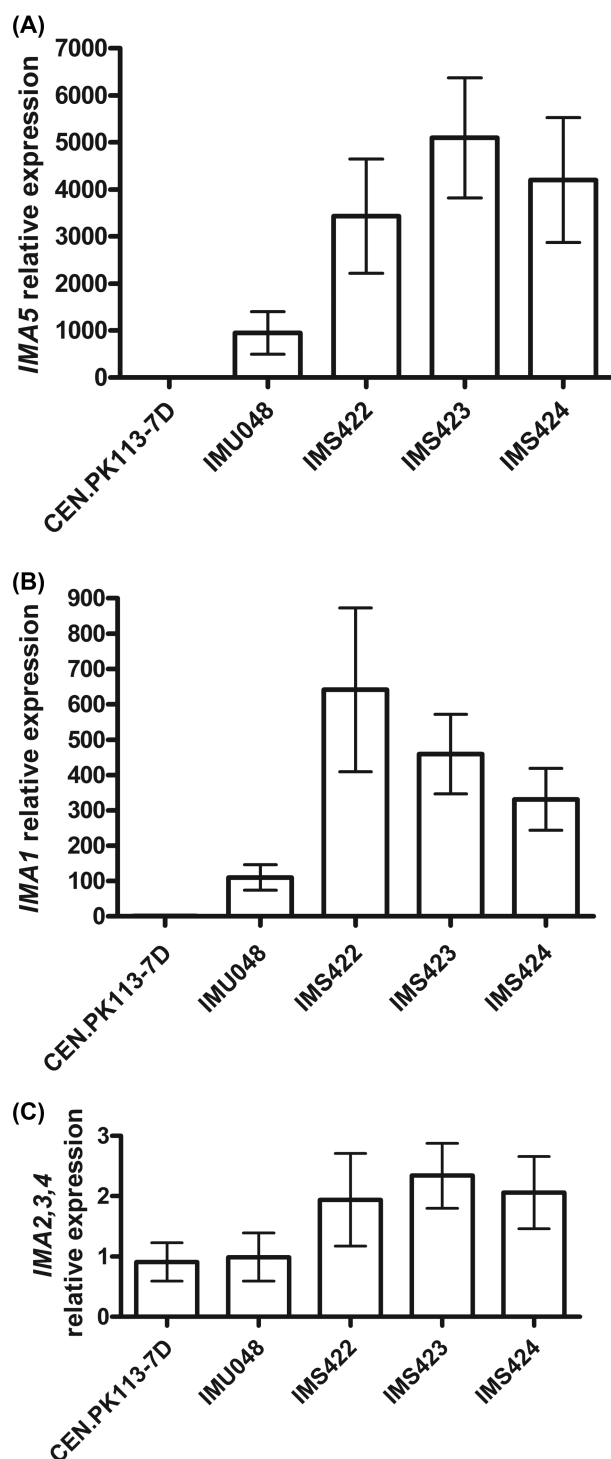 (A)
7000
6000
5000
4000
3000
2000
1000
0
IMA5 relative expression
CEN.PK113-7D
IMU048
IMS422
IMS423
IMS424
(B)
900
800
700
600
500
400
300
200
100
0
IMA1 relative expression
CEN.PK113-7D
IMU048
IMS422
IMS423
IMS424
(C)
3
2
1
0
IMA2,3,4
relative expression
CEN.PK113-7D
IMU048
IMS422
IMS423
IMS424